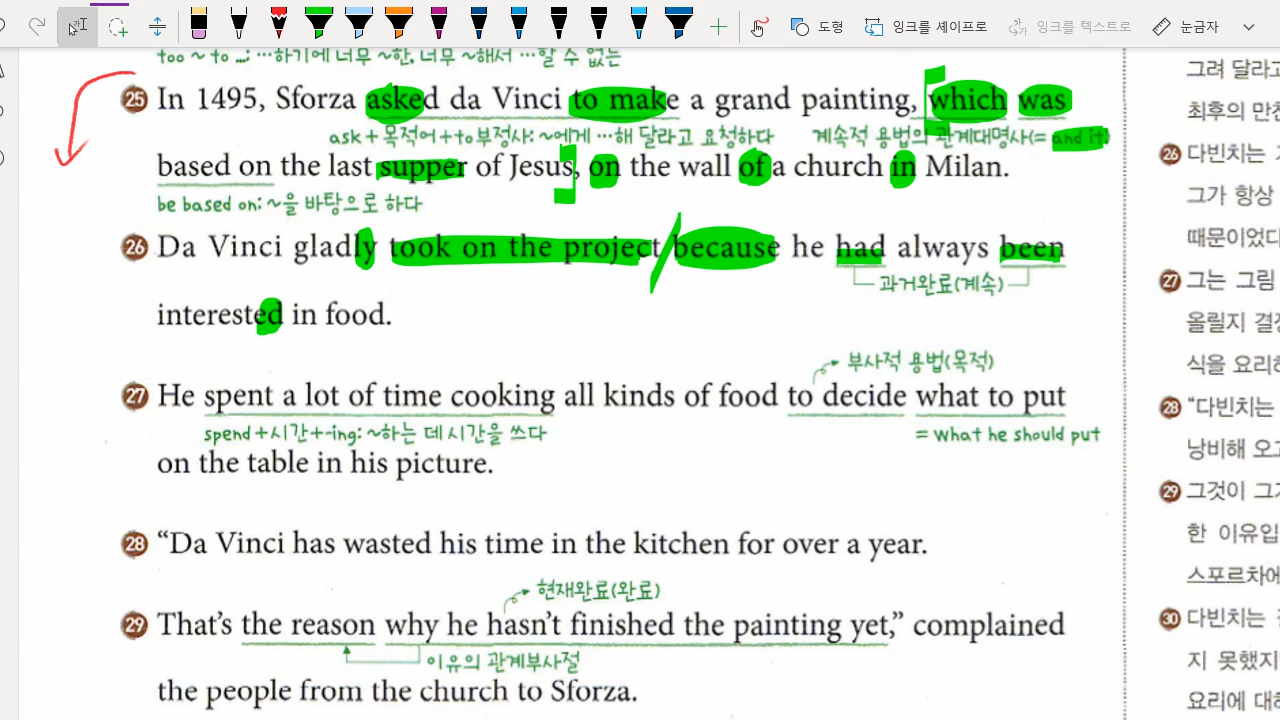 도형 잉크를 셰이프로 잉크를 텍스트로 눈금자
too ~ to ...: …하기에 너무 ~한, 너무 ~해서 …할 수 없는
25 In 1495, Sforza asked da Vinci to make a grand painting, which was
ask+목적어+to부정사: ~에게 …해 달라고 요청하다 계속적 용법의 관계대명사(= and it)
based on the last supper of Jesus, on the wall of a church in Milan.
be based on: ~을 바탕으로 하다
26 Da Vinci gladly took on the project because he had always been
과거완료(계속)
interested in food.
부사적 용법(목적)
27 He spent a lot of time cooking all kinds of food to decide what to put
spend+시간+-ing: ~하는 데 시간을 쓰다 = what he should put
on the table in his picture.
28 “Da Vinci has wasted his time in the kitchen for over a year.
현재완료(완료)
29 That’s the reason why he hasn’t finished the painting yet,” complained
이유의 관계부사절
the people from the church to Sforza.
그려 달라고
최후의 만찬
26 다빈치는
그가 항상
때문이었다
27 그는 그림
올릴지 결정
식을 요리하
28 “다빈치는
낭비해 오고
29 그것이 그가
한 이유입
스포르차에
30 다빈치는
지 못했지
요리에 대하